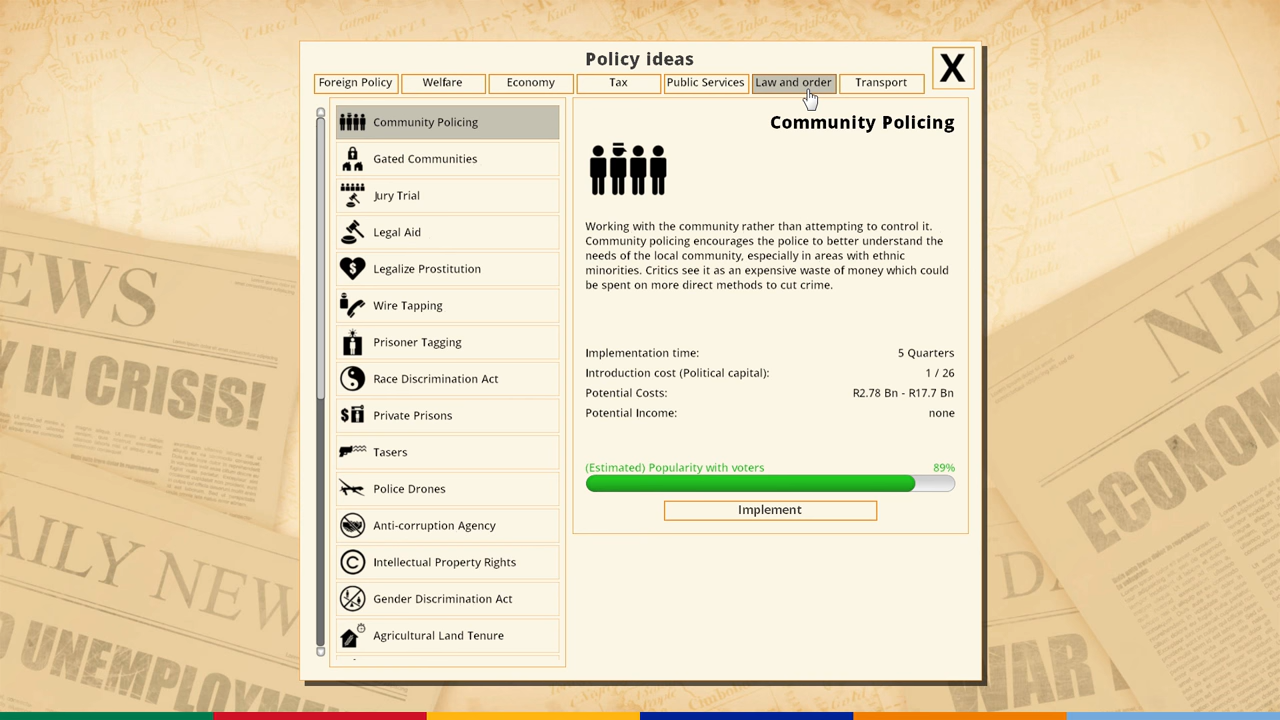 Policy ideas
X
Foreign Policy
Welfare
Economy
Tax
Public Services
Law and order
Transport
Community Policing
Gated Communities
Jury Trial
Legal Aid
Legalize Prostitution
Wire Tapping
Prisoner Tagging
Race Discrimination Act
Private Prisons
Tasers
Police Drones
Anti-corruption Agency
Intellectual Property Rights
Gender Discrimination Act
Agricultural Land Tenure
Community Policing
Working with the community rather than attempting to control it.
Community policing encourages the police to better understand the
needs of the local community, especially in areas with ethnic
minorities. Critics see it as an expensive waste of money which could
be spent on more direct methods to cut crime.
Implementation time: 5 Quarters
Introduction cost (Political capital): 1 / 26
Potential Costs: R2.78 Bn - R17.7 Bn
Potential Income: none
(Estimated) Popularity with voters 89%
Implement
EWS
Y IN CRISIS!
AILY NEW
UNEMPLOYM
NE
ECONOM
DA
WAR